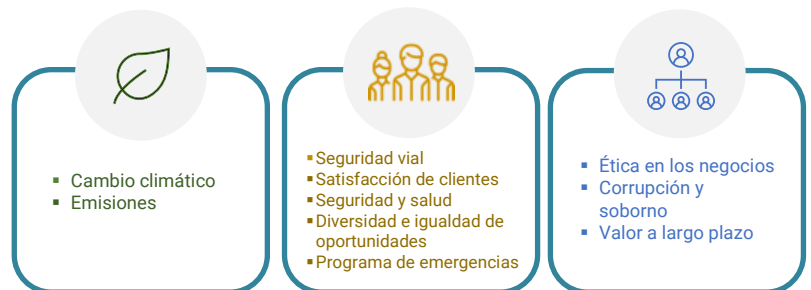 ▪ Cambio climático
▪ Emisiones
▪ Seguridad vial
▪ Satisfacción de clientes
▪ Seguridad y salud
▪ Diversidad e igualdad de
oportunidades
▪ Programa de emergencias
▪ Ética en los negocios
▪ Corrupción y
soborno
▪ Valor a largo plazo